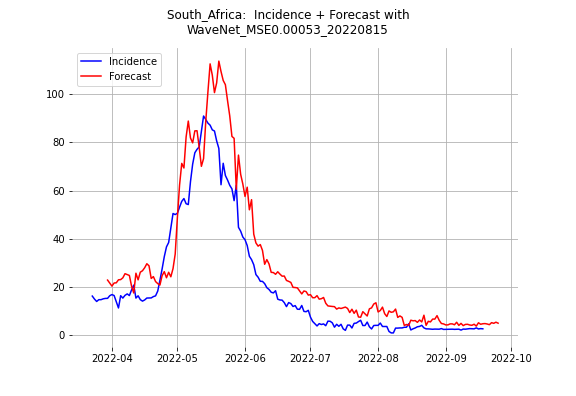 South_Africa:  Incidence + Forecast with
WaveNet_MSE0.00053_20220815
Incidence
Forecast
100
80
60
40
20
0
2022-04 2022-05 2022-06 2022-07 2022-08 2022-09 2022-10